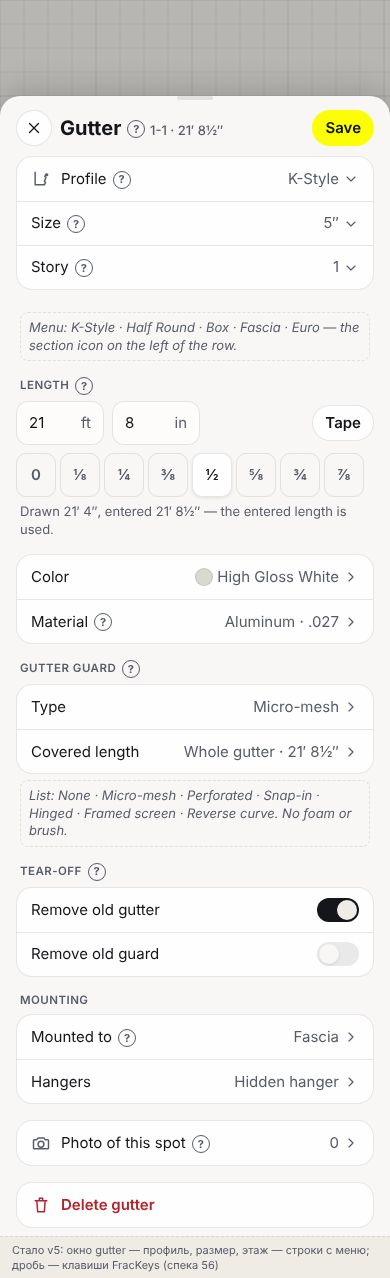 Gutter ? 1-1 · 21′ 8½″ Save
Profile ? K-Style
Size ? 5″
Story ? 1
Menu: K-Style · Half Round · Box · Fascia · Euro — the
section icon on the left of the row.
LENGTH ?
21 ft 8 in Tape
0 ⅛ ¼ ⅜ ½ ⅝ ¾ ⅞
Drawn 21′ 4″, entered 21′ 8½″ — the entered length is
used.
Color High Gloss White
Material ? Aluminum · .027
GUTTER GUARD ?
Type Micro-mesh
Covered length Whole gutter · 21′ 8½″
List: None · Micro-mesh · Perforated · Snap-in ·
Hinged · Framed screen · Reverse curve. No foam or
brush.
TEAR-OFF ?
Remove old gutter
Remove old guard
MOUNTING
Mounted to ? Fascia
Hangers Hidden hanger
Photo of this spot ? 0
Delete gutter
Стало v5: окно gutter — профиль, размер, этаж — строки с меню;
дробь — клавиши FracKeys (спека 56)